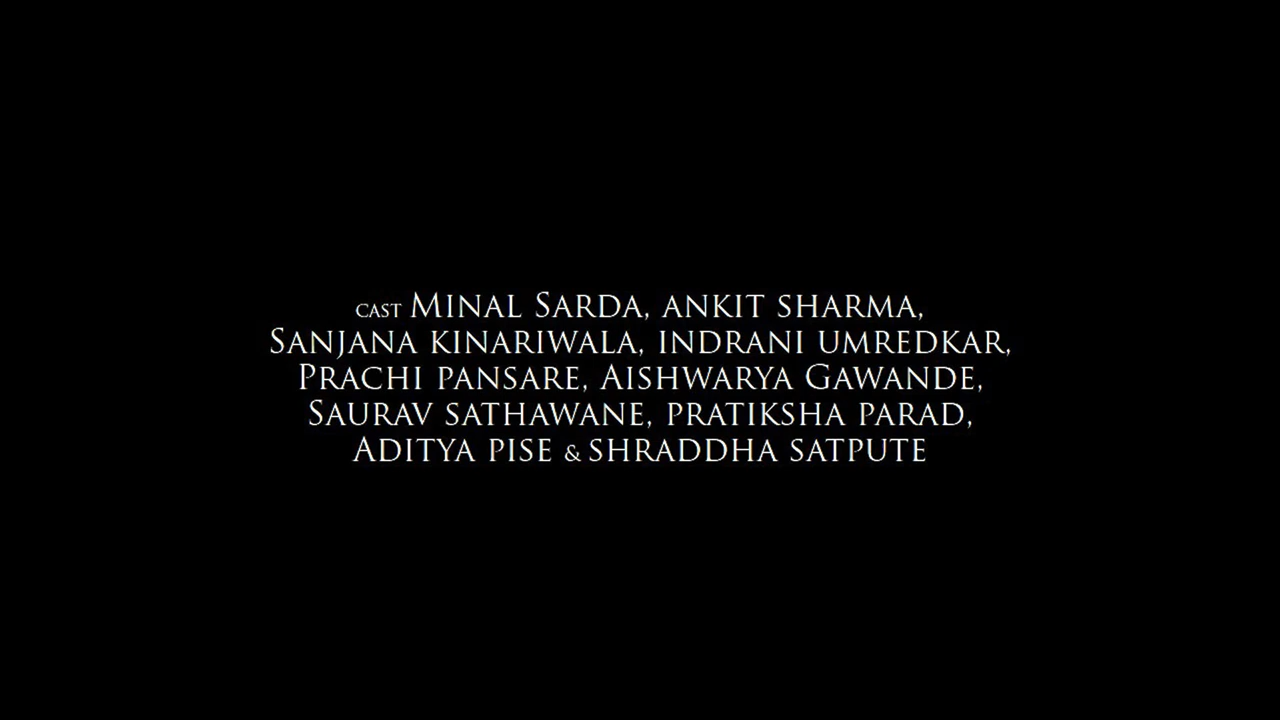 CAST MINAL SARDA, ANKIT SHARMA,
SANJANA KINARIWALA, INDRANI UMREDKAR,
PRACHI PANSARE, AISHWARYA GAWANDE,
SAURAV SATHAWANE, PRATIKSHA PARAD,
ADITYA PISE & SHRADDHA SATPUTE